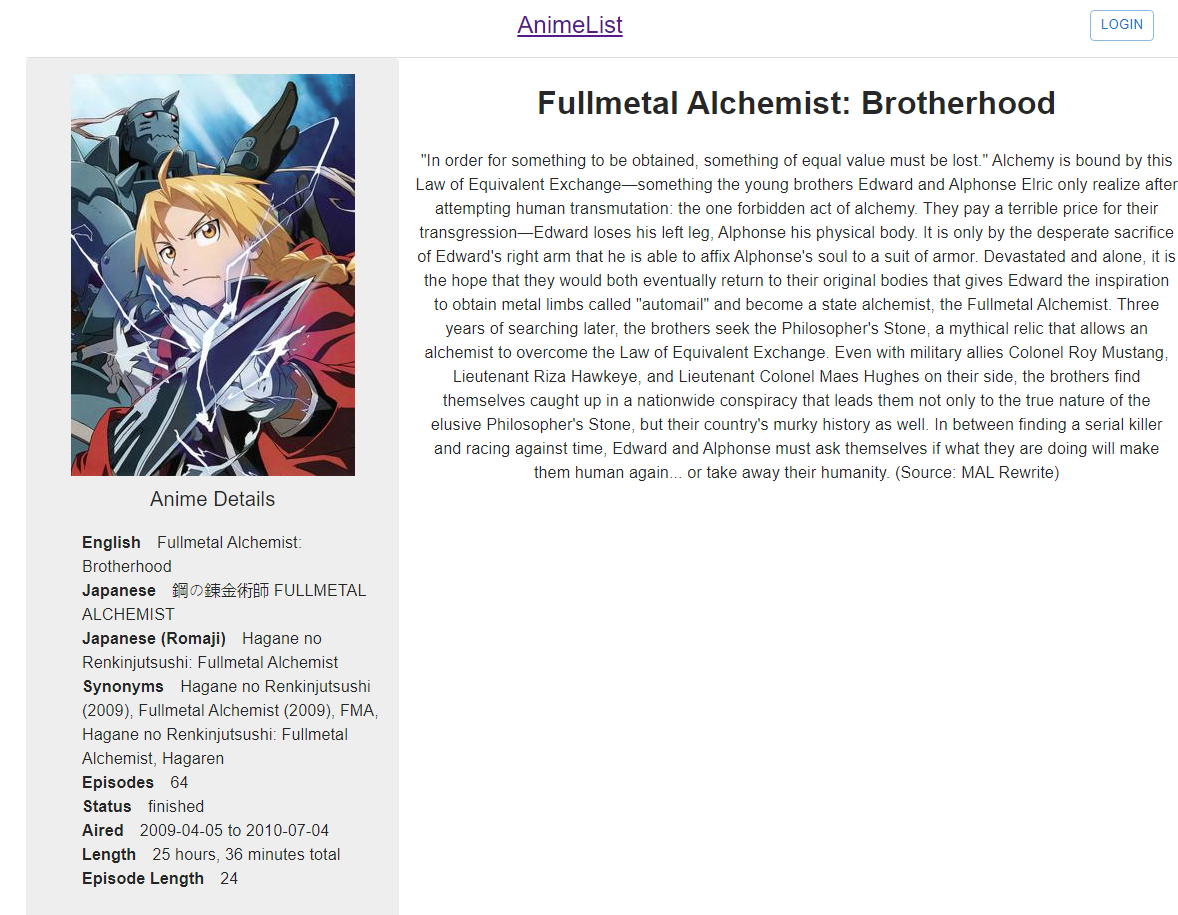 AnimeList
LOGIN
Fullmetal Alchemist: Brotherhood
"In order for something to be obtained, something of equal value must be lost." Alchemy is bound by this
Law of Equivalent Exchange—something the young brothers Edward and Alphonse Elric only realize after
attempting human transmutation: the one forbidden act of alchemy. They pay a terrible price for their
transgression—Edward loses his left leg, Alphonse his physical body. It is only by the desperate sacrifice
of Edward's right arm that he is able to affix Alphonse's soul to a suit of armor. Devastated and alone, it is
the hope that they would both eventually return to their original bodies that gives Edward the inspiration
to obtain metal limbs called "automail" and become a state alchemist, the Fullmetal Alchemist. Three
years of searching later, the brothers seek the Philosopher's Stone, a mythical relic that allows an
alchemist to overcome the Law of Equivalent Exchange. Even with military allies Colonel Roy Mustang,
Lieutenant Riza Hawkeye, and Lieutenant Colonel Maes Hughes on their side, the brothers find
themselves caught up in a nationwide conspiracy that leads them not only to the true nature of the
elusive Philosopher's Stone, but their country's murky history as well. In between finding a serial killer
and racing against time, Edward and Alphonse must ask themselves if what they are doing will make
them human again... or take away their humanity. (Source: MAL Rewrite)
Anime Details
English Fullmetal Alchemist:
Brotherhood
Japanese 鋼の錬金術師 FULLMETAL
ALCHEMIST
Japanese (Romaji) Hagane no
Renkinjutsushi: Fullmetal Alchemist
Synonyms Hagane no Renkinjutsushi
(2009), Fullmetal Alchemist (2009), FMA,
Hagane no Renkinjutsushi: Fullmetal
Alchemist, Hagaren
Episodes 64
Status finished
Aired 2009-04-05 to 2010-07-04
Length 25 hours, 36 minutes total
Episode Length 24